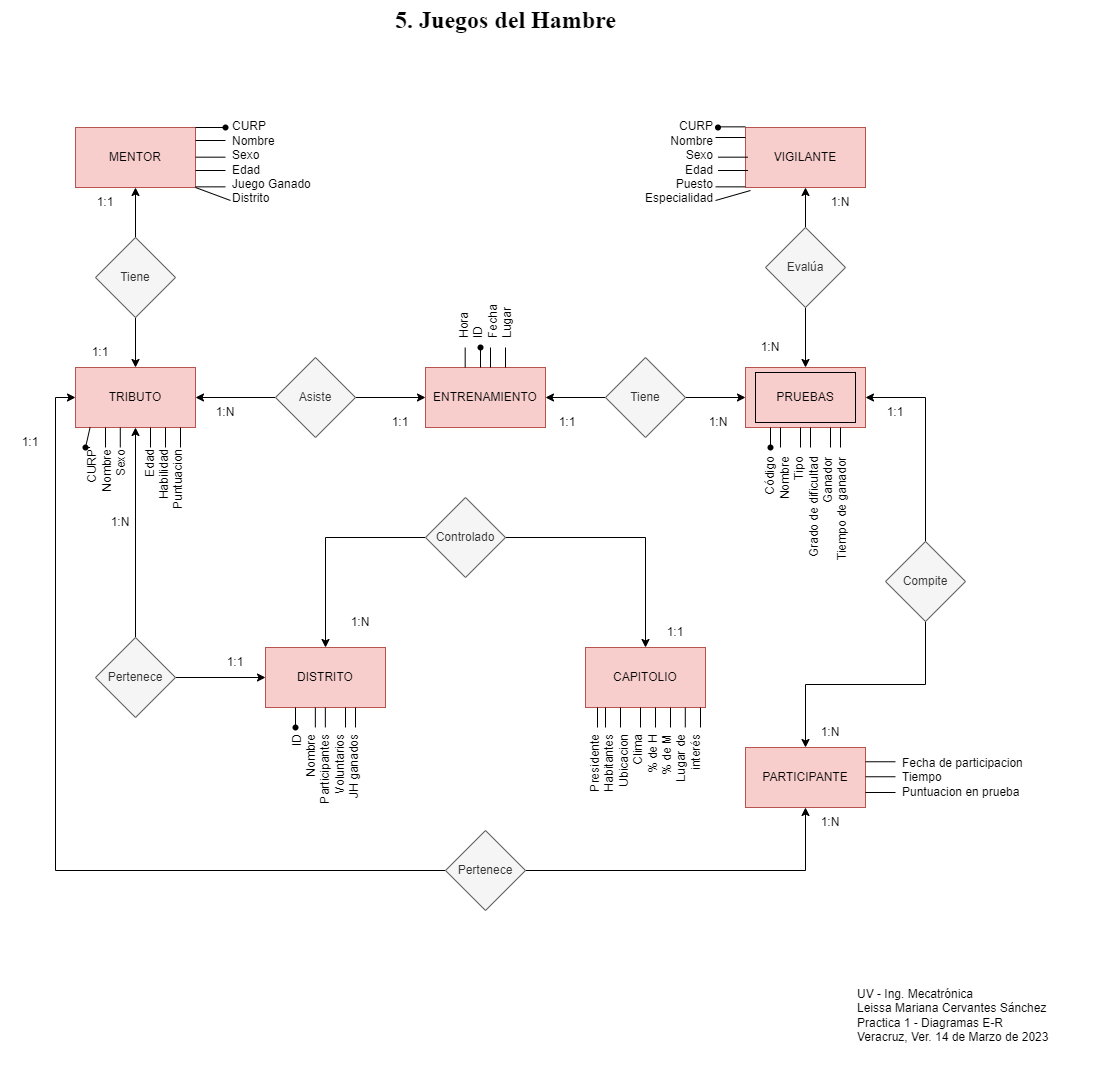 5. Juegos del Hambre
MENTOR
CURP
Nombre
Sexo
Edad
Juego Ganado
Distrito
CURP
Nombre
Sexo
Edad
Puesto
Especialidad
VIGILANTE
1:1
1:N
Tiene
Evalúa
1:1
1:N
Hora
ID
Fecha
Lugar
TRIBUTO
Asiste
ENTRENAMIENTO
Tiene
PRUEBAS
1:N
1:1
1:1
1:N
1:1
1:1
CURP
Nombre
Sexo
Edad
Habilidad
Puntuacion
Código
Nombre
Tipo
Grado de dificultad
Ganador
Tiempo de ganador
1:N
Controlado
Compite
1:N
1:1
Pertenece
1:1
DISTRITO
CAPITOLIO
ID
Nombre
Participantes
Voluntarios
JH ganados
Presidente
Habitantes
Ubicacion
Clima
% de H
% de M
Lugar de
interés
1:N
PARTICIPANTE
Fecha de participacion
Tiempo
Puntuacion en prueba
1:N
Pertenece
UV - Ing. Mecatrónica
Leissa Mariana Cervantes Sánchez
Practica 1 - Diagramas E-R
Veracruz, Ver. 14 de Marzo de 2023